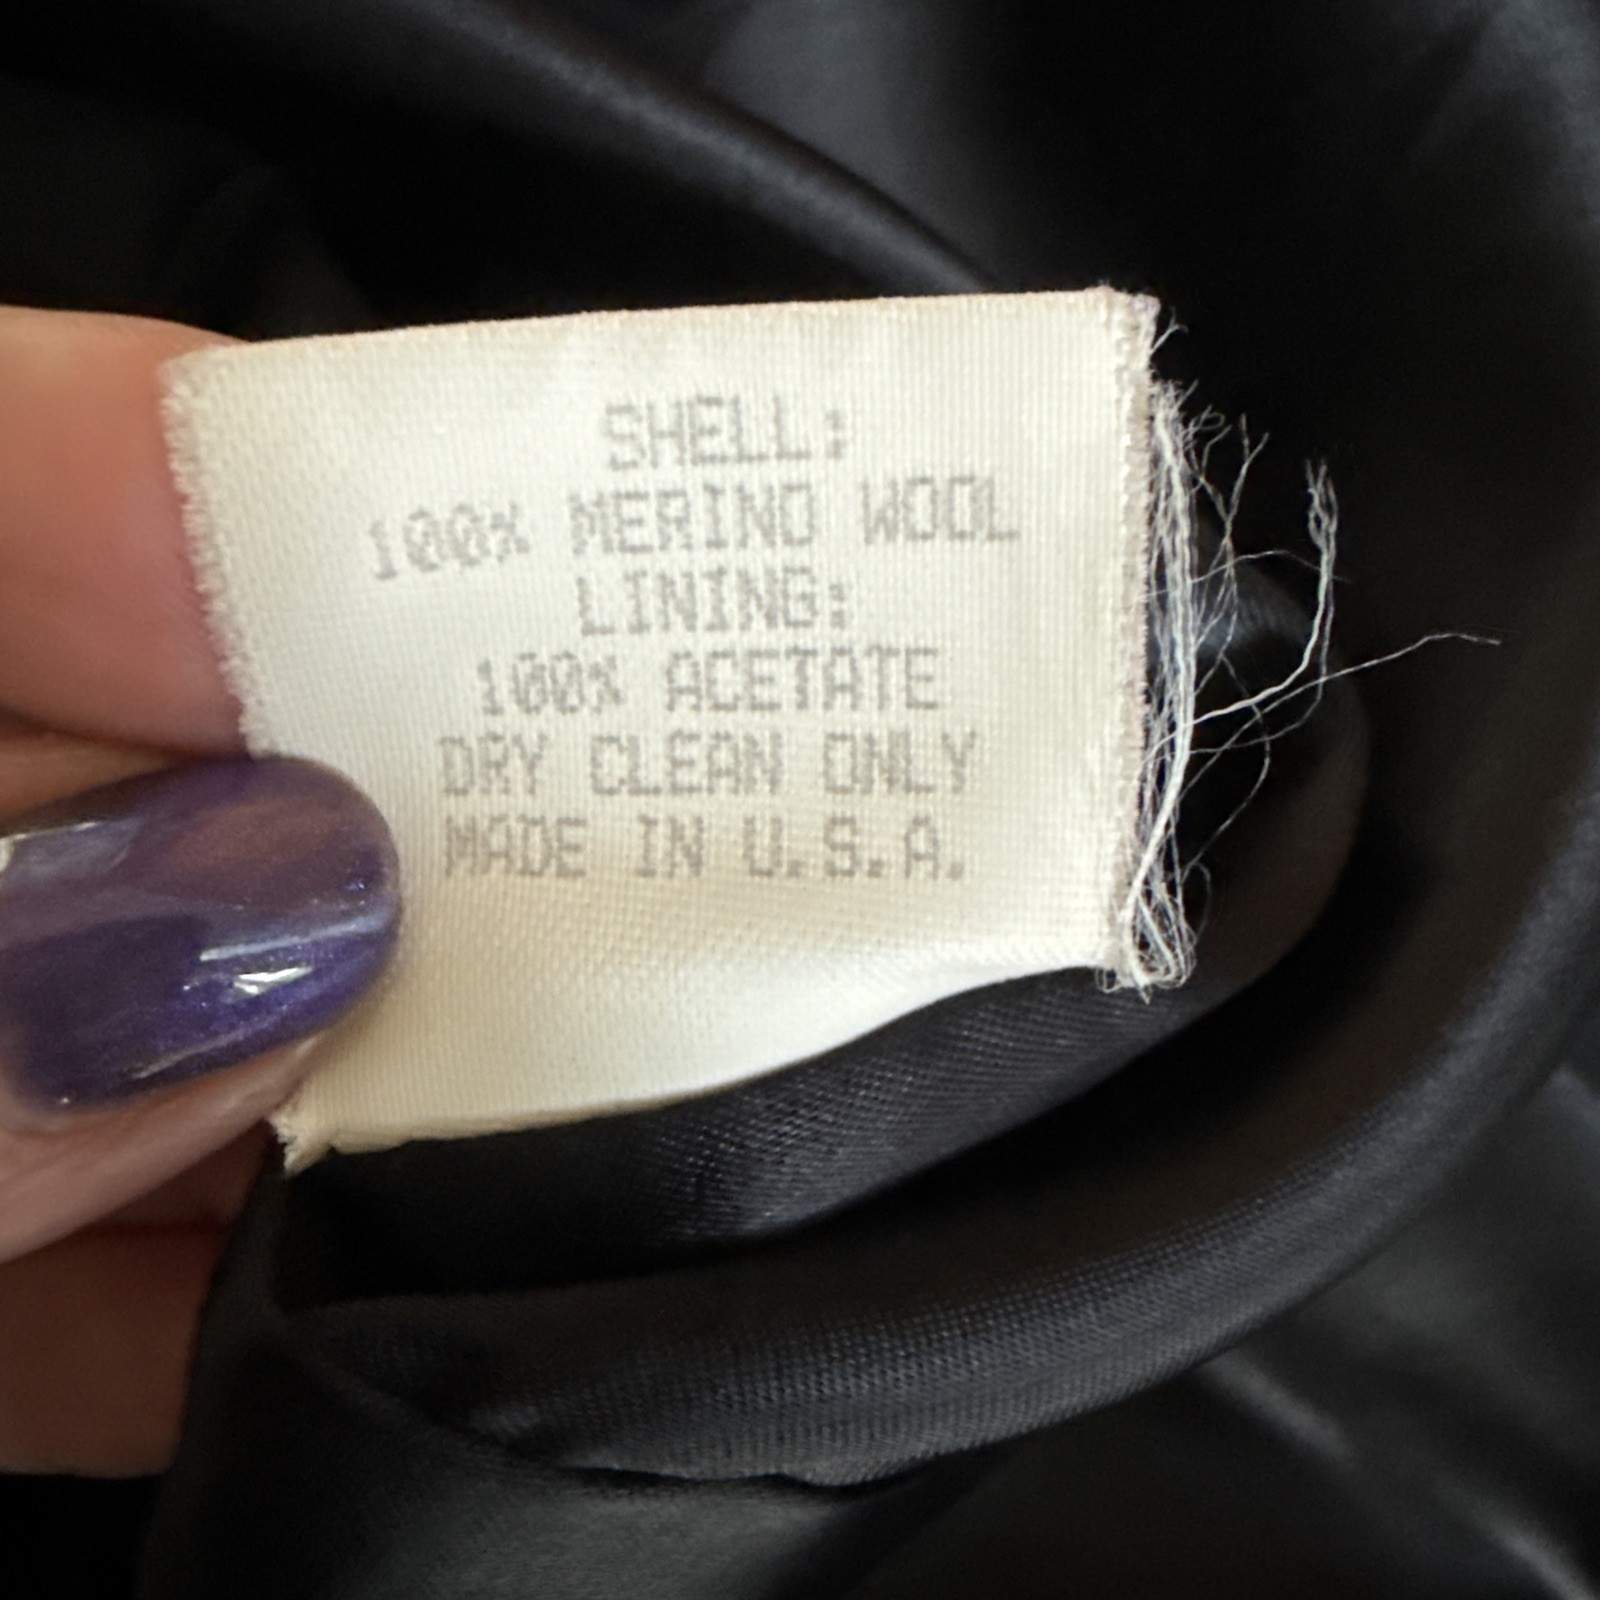 SHELL:
100% MERINO WOOL
LINING:
100% ACETATE
DRY CLEAN ONLY
MADE IN U.S.A.